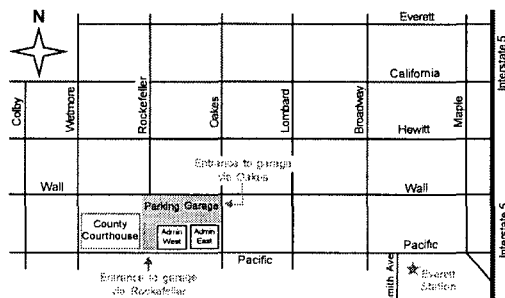 N
Everett
Interstate 5
California
Colby
Wetmore
Rockefeller
Oakes
Lombard
Broadway
Maple
Hewitt
Entrance to garage
via Oakes
Wall
Wall
Parking Garage
County
Courthouse
Admin
West
Admin
East
Interstate 5
Pacific
Pacific
Entrance to garage
via Rockefeller
Smith Ave
Everett
Station